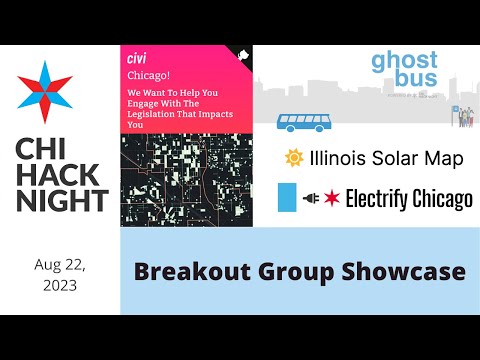 CHI
HACK
NIGHT
Aug 22,
2023
civi
Chicago!
We Want To Help You
Engage With The
Legislation That Impacts
You
ghost
bus
Illinois Solar Map
Electrify Chicago
Breakout Group Showcase